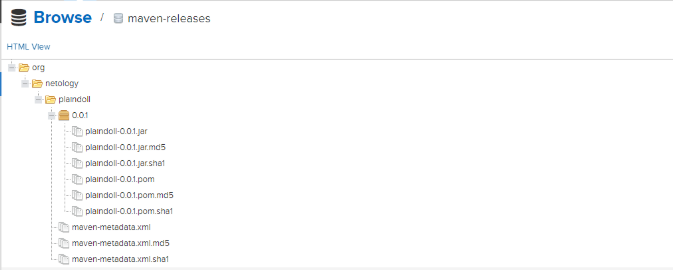 Browse / maven-releases
HTML View
org
netology
plaindoll
0.0.1
plaindoll-0.0.1.jar
plaindoll-0.0.1.jar.md5
plaindoll-0.0.1.jar.sha1
plaindoll-0.0.1.pom
plaindoll-0.0.1.pom.md5
plaindoll-0.0.1.pom.sha1
maven-metadata.xml
maven-metadata.xml.md5
maven-metadata.xml.sha1